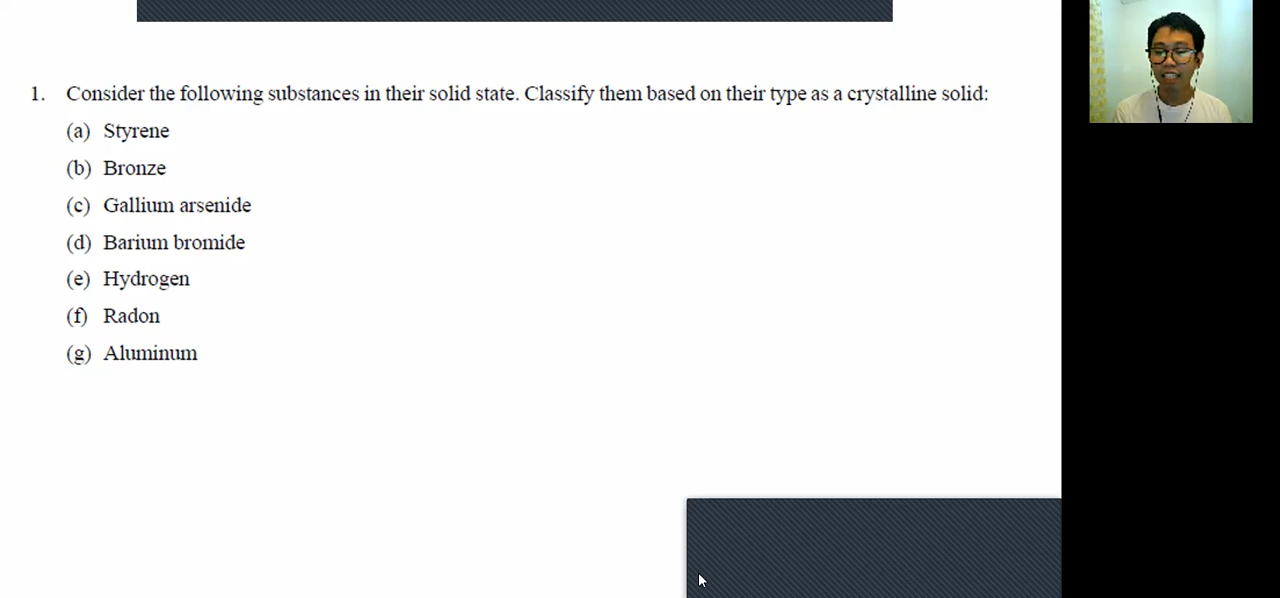 1. Consider the following substances in their solid state. Classify them based on their type as a crystalline solid:
(a) Styrene
(b) Bronze
(c) Gallium arsenide
(d) Barium bromide
(e) Hydrogen
(f) Radon
(g) Aluminum